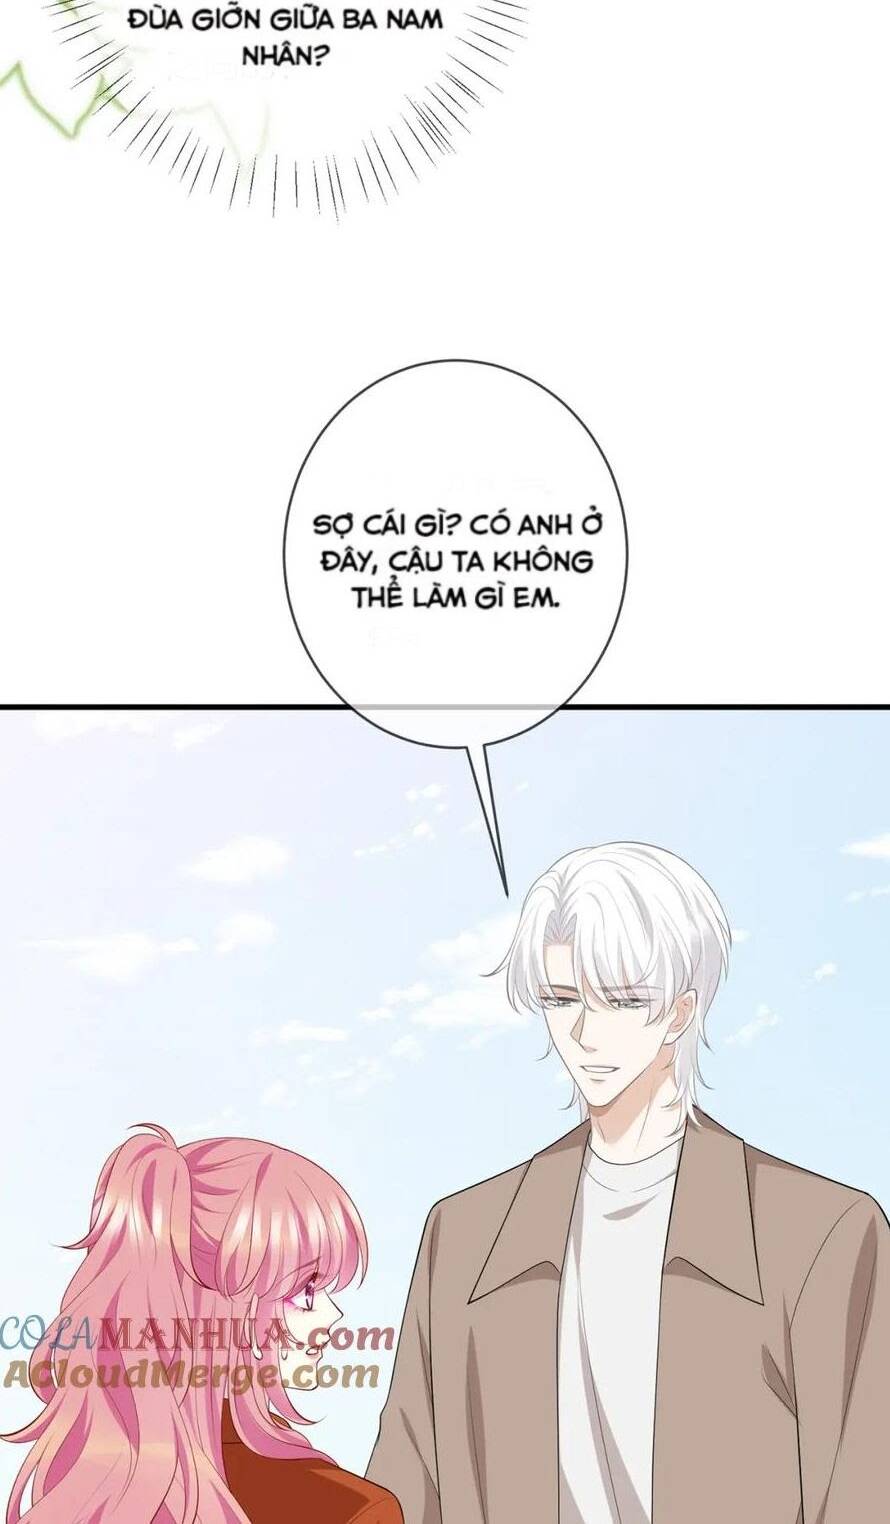 ĐÙA GIỠN GIỮA BA NAM
NHÂN?
SỢ CÁI GÌ? CÓ ANH Ở
ĐÂY, CẬU TA KHÔNG
THỂ LÀM GÌ EM.
COLAMANHUA.com
ACloudMerge.com